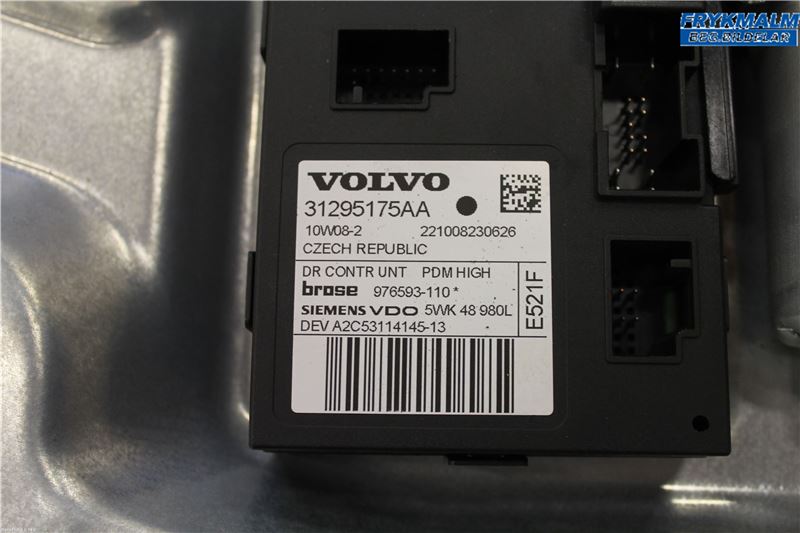 FRYKMALM
BEG.BILDELAR
VOLVO
31295175AA
10W08-2 221008230626
CZECH REPUBLIC
DR CONTR UNT PDM HIGH
brose 976593-110 *
SIEMENS VDO 5WK 48 980L
DEV A2C53114145-13
E521F